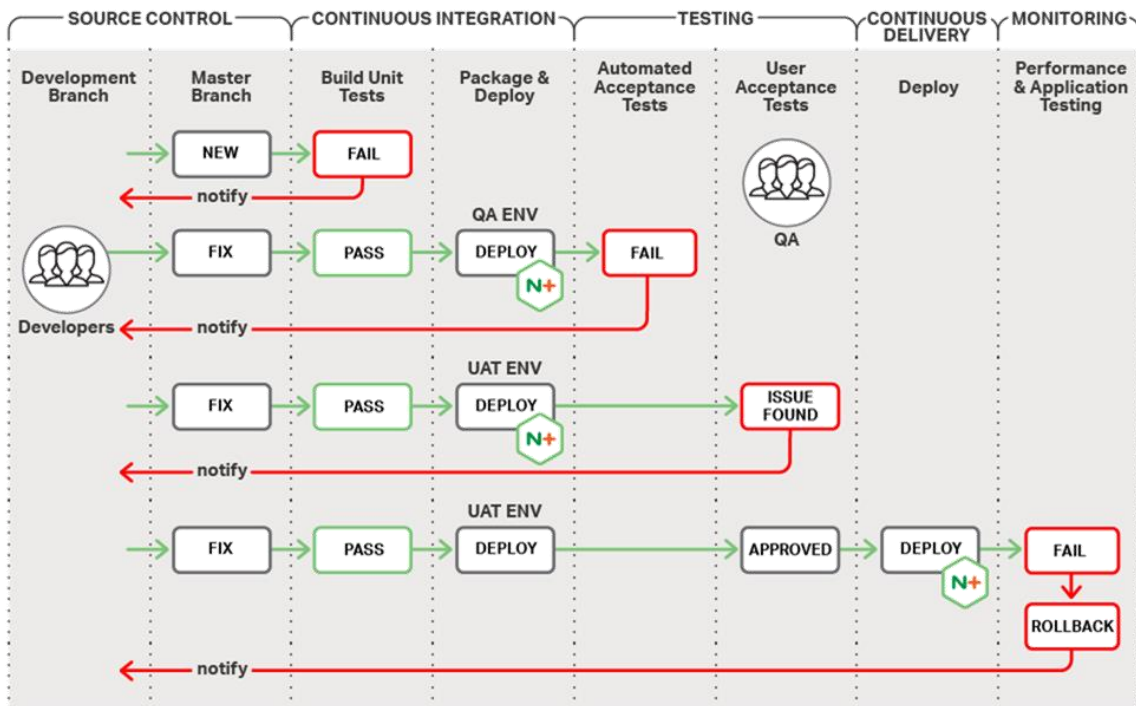 SOURCE CONTROL
CONTINUOUS INTEGRATION
TESTING
CONTINUOUS
DELIVERY
MONITORING
Development
Branch
Master
Branch
Build Unit
Tests
Package &
Deploy
Automated
Acceptance
Tests
User
Acceptance
Tests
Deploy
Performance
& Application
Testing
NEW
FAIL
notify
QA
QA ENV
FIX
PASS
DEPLOY
N+
FAIL
Developers
notify
UAT ENV
FIX
PASS
DEPLOY
N+
ISSUE
FOUND
notify
UAT ENV
FIX
PASS
DEPLOY
APPROVED
DEPLOY
N+
FAIL
ROLLBACK
notify